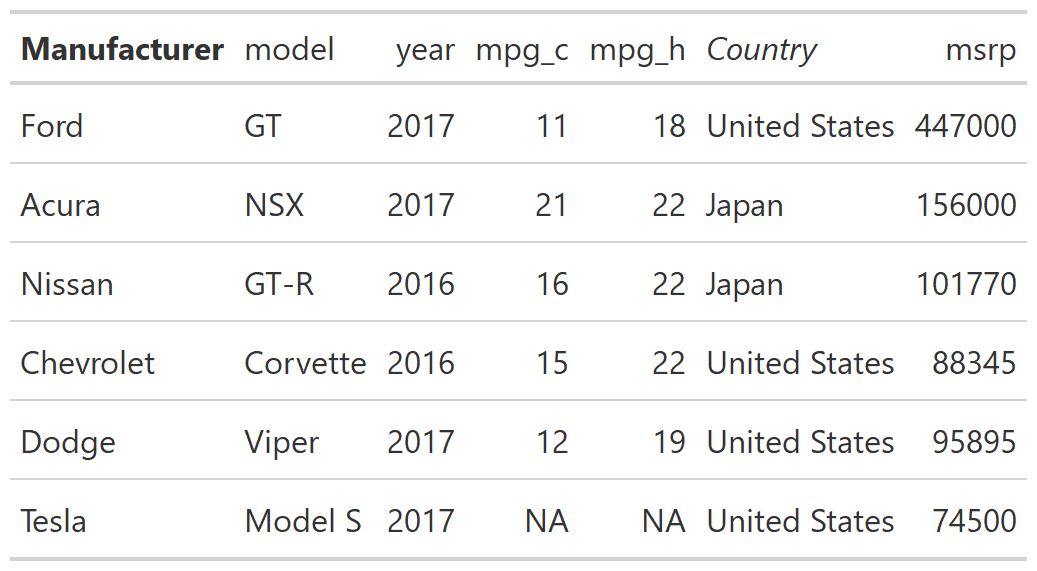 Manufacturer model year mpg_c mpg_h Country msrp
Ford GT 2017 11 18 United States 447000
Acura NSX 2017 21 22 Japan 156000
Nissan GT-R 2016 16 22 Japan 101770
Chevrolet Corvette 2016 15 22 United States 88345
Dodge Viper 2017 12 19 United States 95895
Tesla Model S 2017 NA NA United States 74500